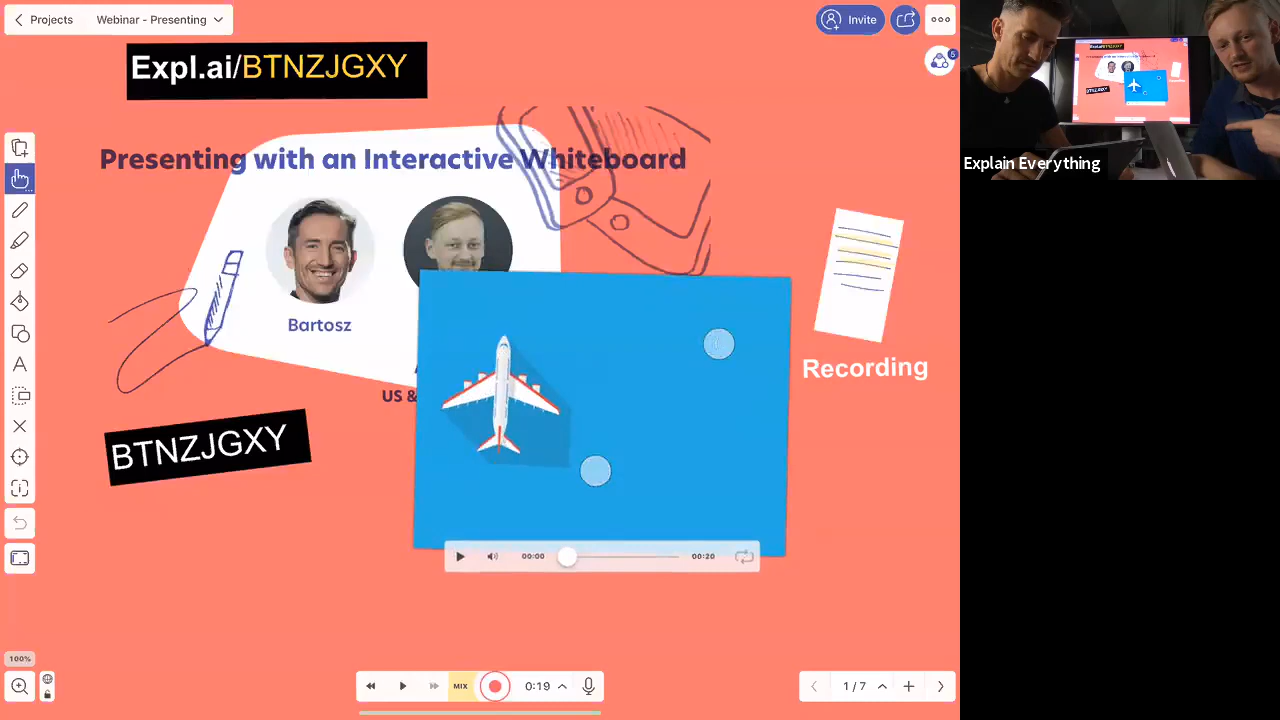 Projects
Webinar - Presenting
Invite
5
Expl.ai/BTNZJGXY
Presenting with an Interactive Whiteboard
Bartosz
US &
BTNZJGXY
Recording
Explain Everything
00:00
00:20
100%
MIX
0:19
1/7